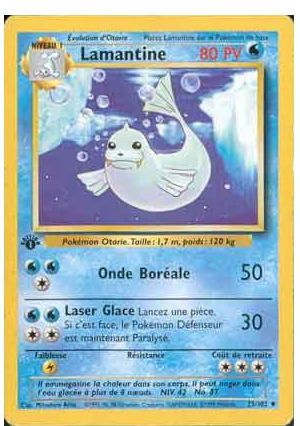 NIVEAU 1
Évolution d'Otaria. Placez Lamantine sur le Pokémon de base
Lamantine 80 PV
1
Pokémon Otarie. Taille: 1,7 m, poids: 120 kg
Onde Boréale 50
Laser Glace Lancez une pièce.
Si c'est face, le Pokémon Défenseur 30
est maintenant Paralysé.
Faiblesse Résistance Coût de retraite
Il emmagasine la chaleur dans son corps. Il peut nager dans
l'eau glacée à plus de 8 nœuds. NIV. 42 No. 87
25/102